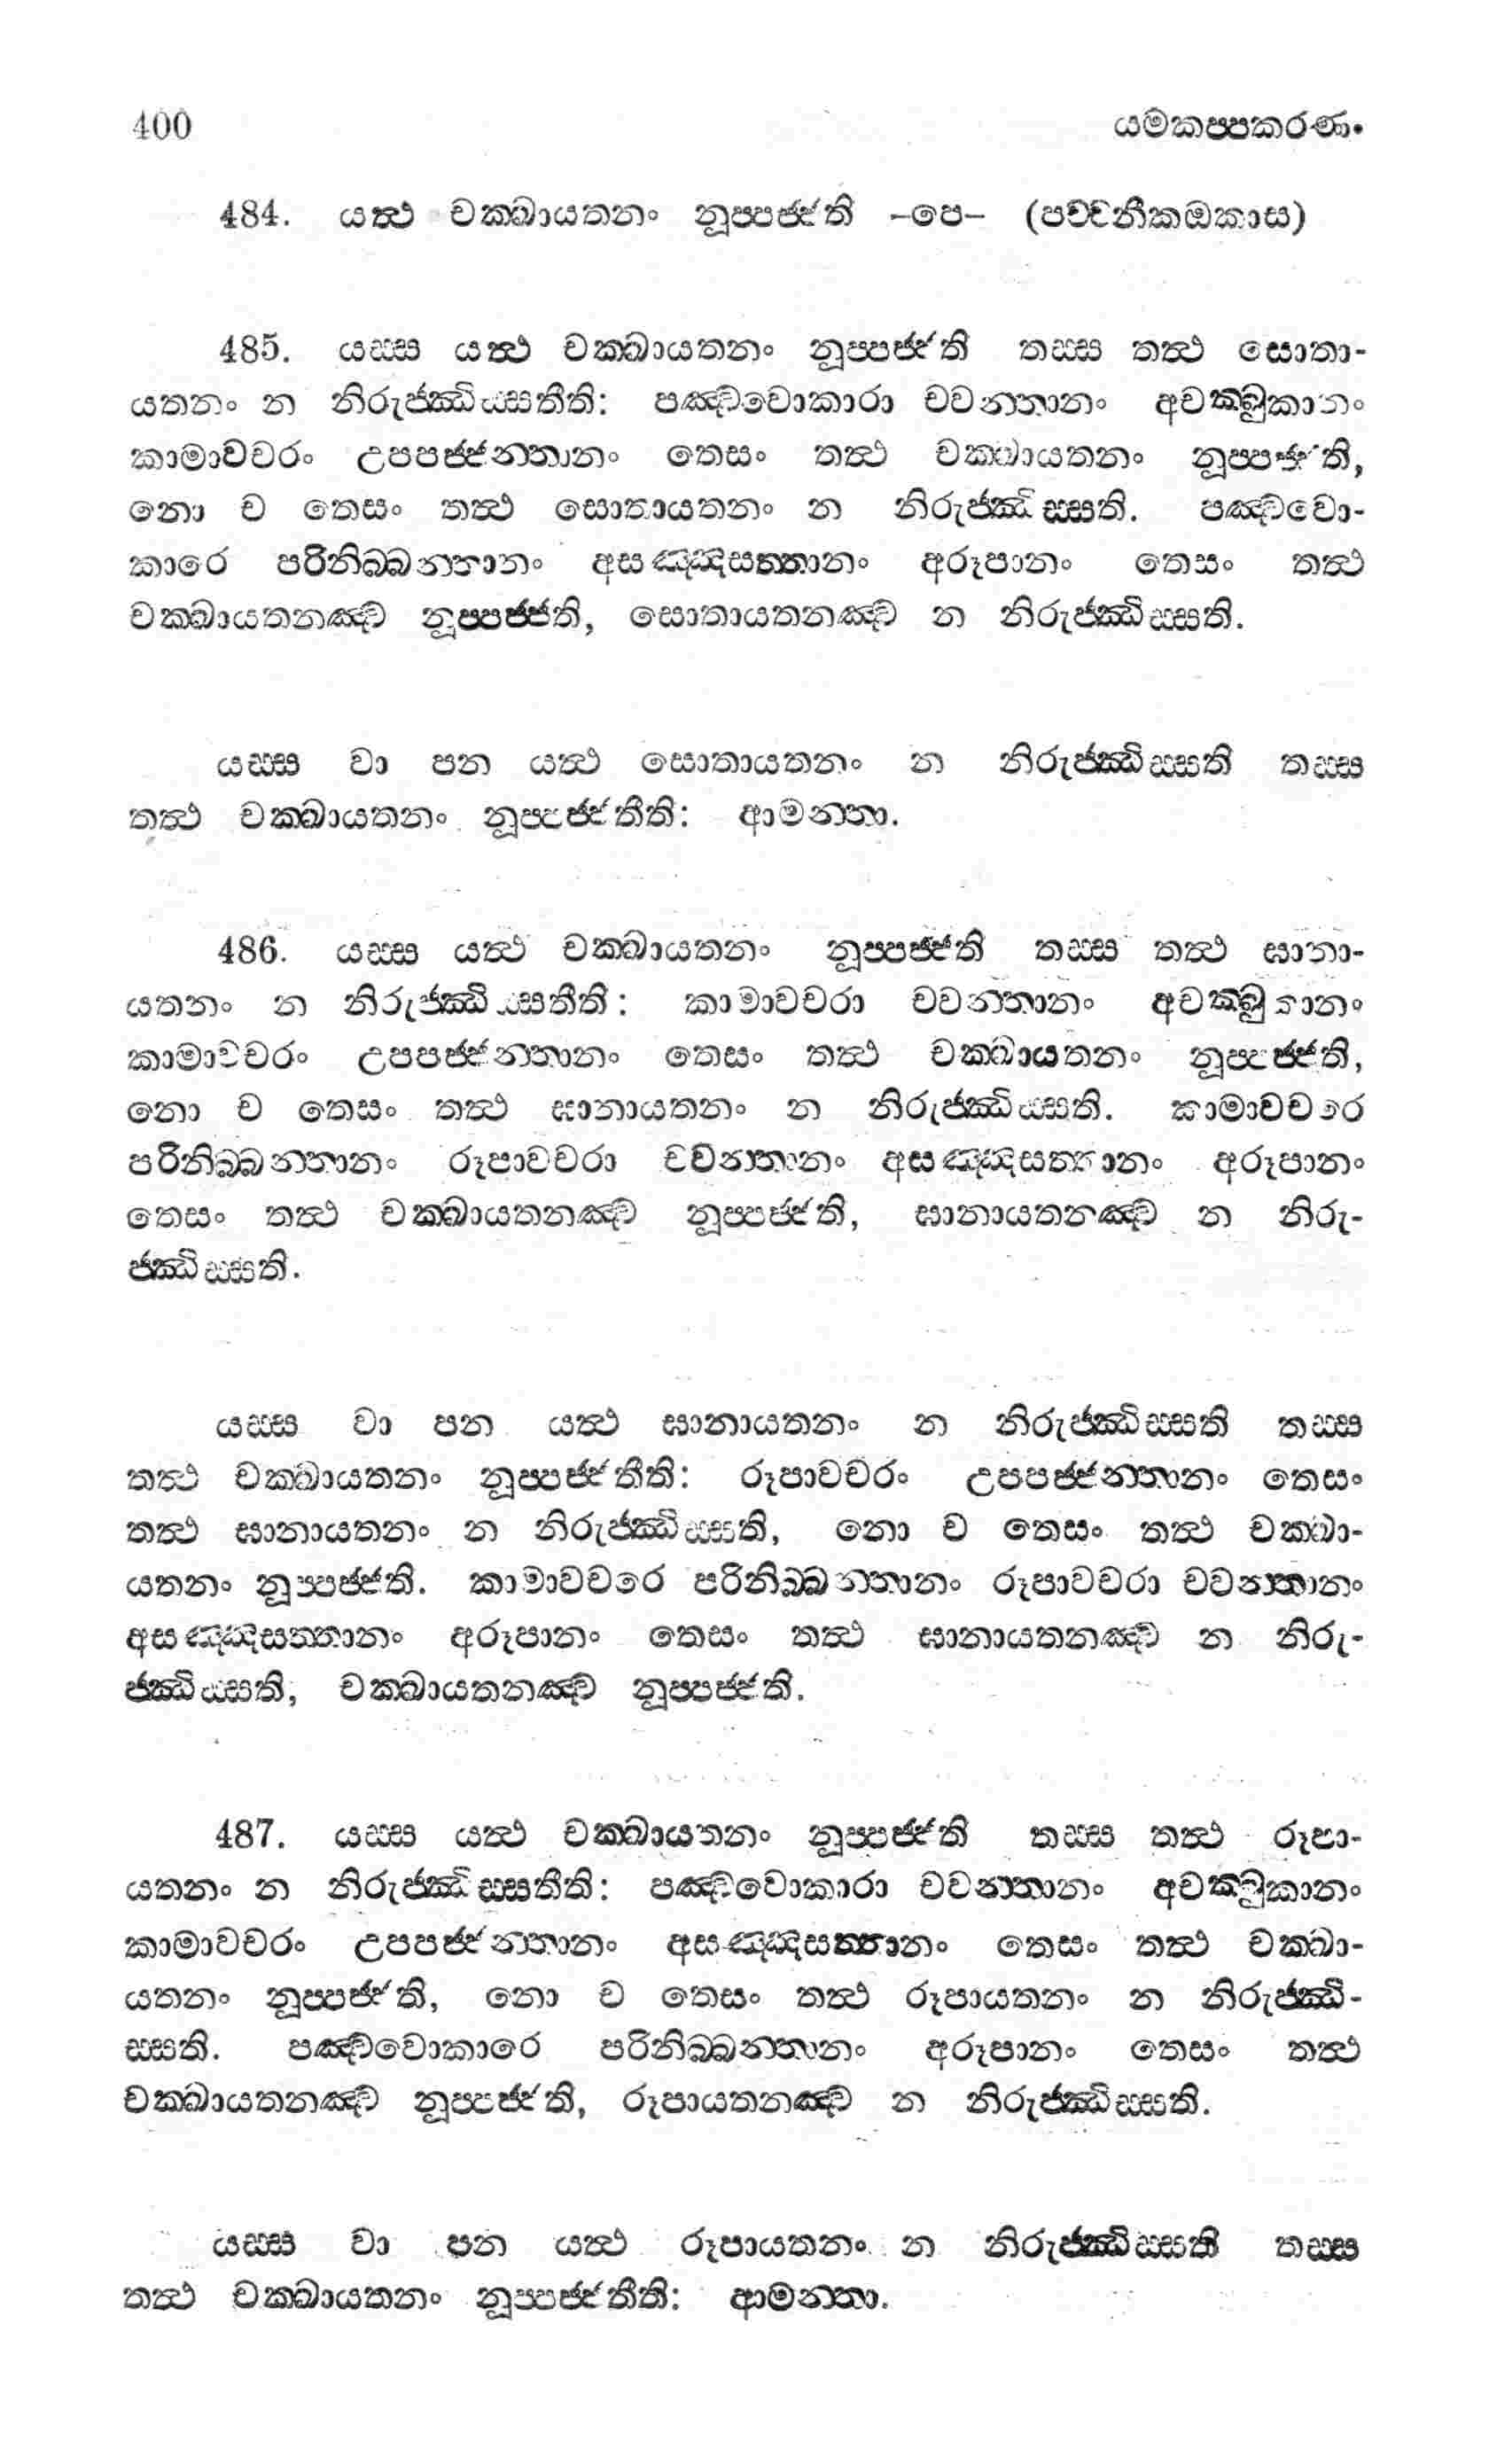 400 යමකප්පකරණං
484. යත්ථ චක්ඛායතනං නූප්පජ්ජති -පෙ- (පච්චනීකඔකාස)
485. යස්ස යත්ථ චක්ඛායතනං නූප්පජ්ජති තස්ස තත්ථ සොතා-
යතනං න නිරුජ්ඣිස්සතීති: පඤ්චවොකාරා චවන්තානං අචක්ඛුකානං
කාමාවචරං උපපජ්ජන්තානං තෙසං තත්ථ චක්ඛායතනං නූප්පජ්ජති,
නො ච තෙසං තත්ථ සොතායතනං න නිරුජ්ඣිස්සති. පඤ්චවො-
කාරෙ පරිනිබ්බන්තානං අසඤ්ඤසත්තානං අරූපානං තෙසං තත්ථ
චක්ඛායතනඤ්ච නූප්පජ්ජති, සොතායතනඤ්ච න නිරුජ්ඣිස්සති.
යස්ස වා පන යත්ථ සොතායතනං න නිරුජ්ඣිස්සති තස්ස
තත්ථ චක්ඛායතනං නූප්පජ්ජතීති: ආමන්තා.
486. යස්ස යත්ථ චක්ඛායතනං නූප්පජ්ජති තස්ස තත්ථ ඝානා-
යතනං න නිරුජ්ඣිස්සතීති: කාමාවචරා චවන්තානං අචක්ඛුකානං
කාමාවචරං උපපජ්ජන්තානං තෙසං තත්ථ චක්ඛායතනං නූප්පජ්ජති,
නො ච තෙසං තත්ථ ඝානායතනං න නිරුජ්ඣිස්සති. කාමාවචරෙ
පරිනිබ්බන්තානං රූපාවචරා චවන්තානං අසඤ්ඤසත්තානං අරූපානං
තෙසං තත්ථ චක්ඛායතනඤ්ච නූප්පජ්ජති, ඝානායතනඤ්ච න නිරු-
ජ්ඣිස්සති.
යස්ස වා පන යත්ථ ඝානායතනං න නිරුජ්ඣිස්සති තස්ස
තත්ථ චක්ඛායතනං නූප්පජ්ජතීති: රූපාවචරං උපපජ්ජන්තානං තෙසං
තත්ථ ඝානායතනං න නිරුජ්ඣිස්සති, නො ච තෙසං තත්ථ චක්ඛා-
යතනං නූප්පජ්ජති. කාමාවචරෙ පරිනිබ්බන්තානං රූපාවචරා චවන්තානං
අසඤ්ඤසත්තානං අරූපානං තෙසං තත්ථ ඝානායතනඤ්ච න නිරු-
ජ්ඣිස්සති, චක්ඛායතනඤ්ච නූප්පජ්ජති.
487. යස්ස යත්ථ චක්ඛායතනං නූප්පජ්ජති තස්ස තත්ථ රූපා-
යතනං න නිරුජ්ඣිස්සතීති: පඤ්චවොකාරා චවන්තානං අචක්ඛුකානං
කාමාවචරං උපපජ්ජන්තානං අසඤ්ඤසත්තානං තෙසං තත්ථ චක්ඛා-
යතනං නූප්පජ්ජති, නො ච තෙසං තත්ථ රූපායතනං න නිරුජ්ඣි-
ස්සති. පඤ්චවොකාරෙ පරිනිබ්බන්තානං අරූපානං තෙසං තත්ථ
චක්ඛායතනඤ්ච නූප්පජ්ජති, රූපායතනඤ්ච න නිරුජ්ඣිස්සති.
යස්ස වා පන යත්ථ රූපායතනං න නිරුජ්ඣිස්සති තස්ස
තත්ථ චක්ඛායතනං නූප්පජ්ජතීති: ආමන්තා.